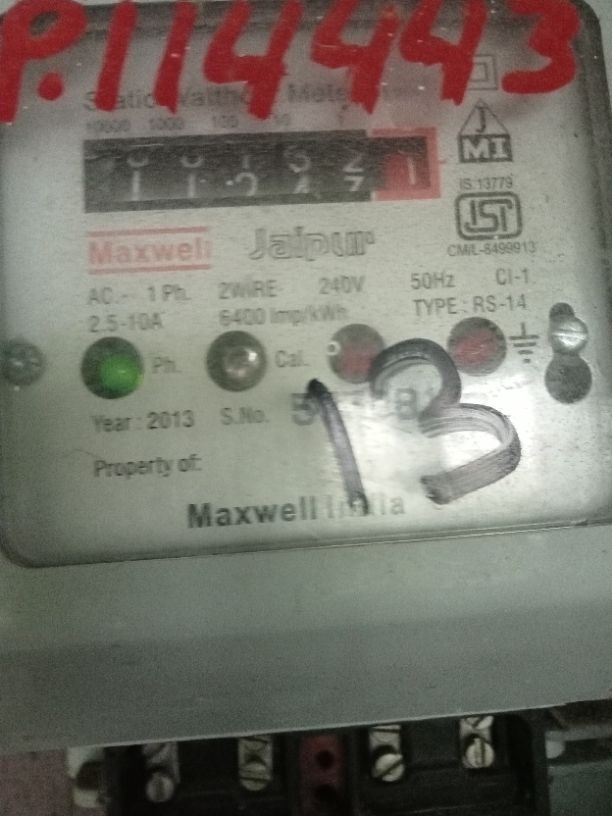 P.114443
Static Watthour Meter
10000 1000 100 10 1
Maxwell Jaipur
J
MI
IS.13779
ISI
CM/L-8499913
AC.- 1 Ph. 2WIRE 240V 50Hz Cl-1
2.5-10A 6400 Imp/kWh TYPE : RS-14
Ph. Cal.
Year : 2013 S.No.
13
Property of:
Maxwell India